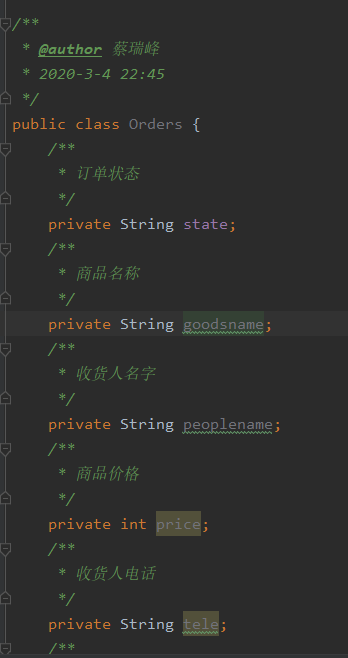 /**
 * @author 蔡瑞峰
 * 2020-3-4 22:45
 */
public class Orders {
    /**
     * 订单状态
     */
    private String state;
    /**
     * 商品名称
     */
    private String goodsname;
    /**
     * 收货人名字
     */
    private String peoplename;
    /**
     * 商品价格
     */
    private int price;
    /**
     * 收货人电话
     */
    private String tele;
    /**